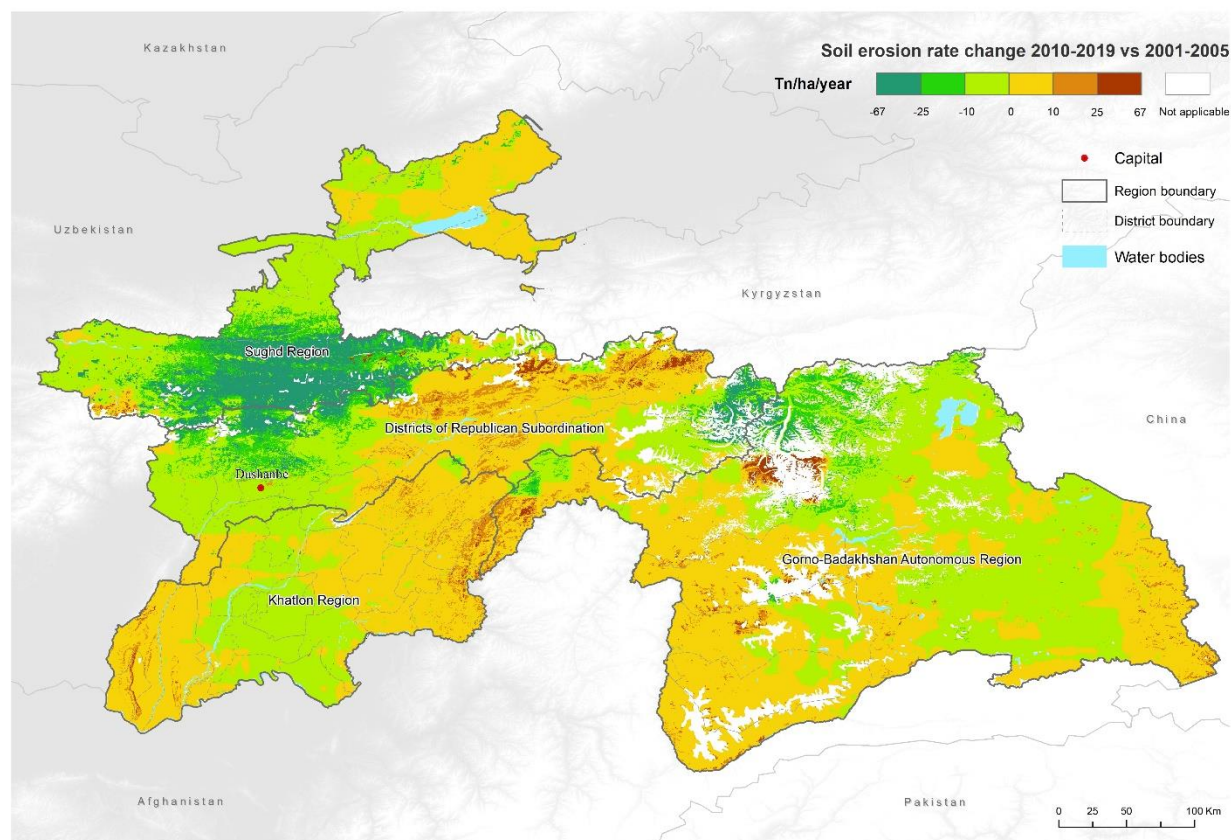 Kazakhstan
Soil erosion rate change 2010-2019 vs 2001-2005
Tn/ha/year
-67 -25 -10 0 10 25 67 Not applicable
Capital
Region boundary
District boundary
Water bodies
Uzbekistan
Kyrgyzstan
Sughd Region
China
Districts of Republican Subordination
Dushanbe
Gorno-Badakhshan Autonomous Region
Khatlon Region
Afghanistan
Pakistan
0 25 50 100 Km